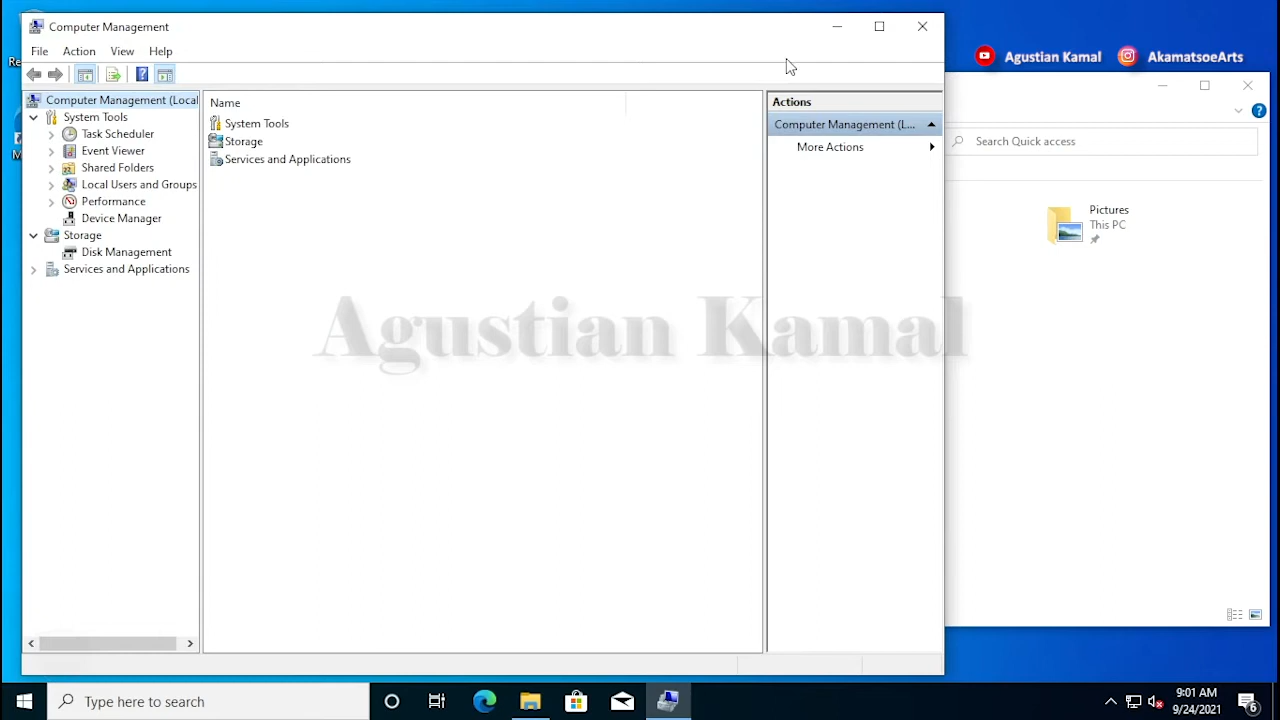 Computer Management
File Action View Help
Agustian Kamal AkamatsoeArts
Re
M
Computer Management (Local
System Tools
Task Scheduler
Event Viewer
Shared Folders
Local Users and Groups
Performance
Device Manager
Storage
Disk Management
Services and Applications
Name
System Tools
Storage
Services and Applications
Actions
Computer Management (L...
More Actions
Search Quick access
Pictures
This PC
Agustian Kamal
Type here to search
9:01 AM
9/24/2021
6